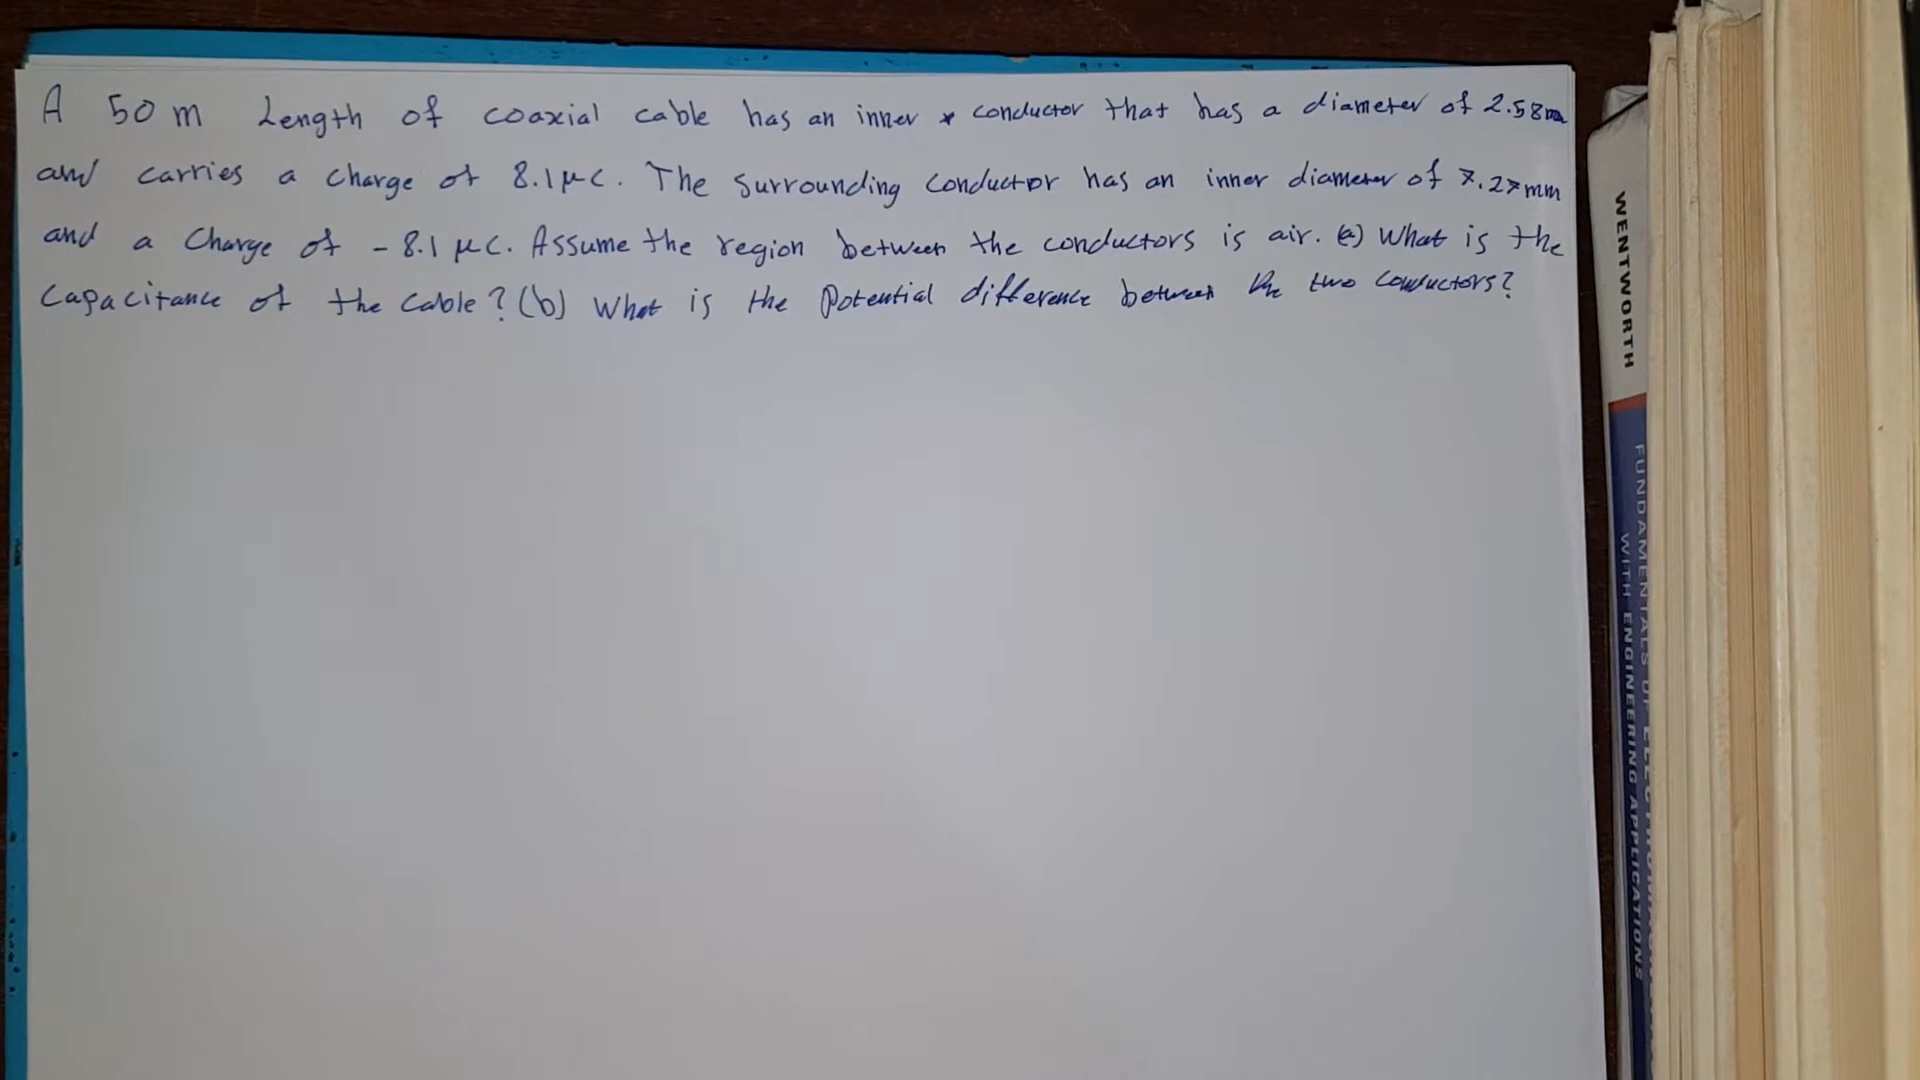 A 50 m Length of coaxial cable has an inner conductor that has a diameter of 2.58mm
and carries a charge of 8.1μC. The surrounding conductor has an inner diameter of 7.27mm
and a charge of -8.1 μC. Assume the region between the conductors is air. (a) What is the
Capacitance of the cable? (b) What is the Potential difference between the two conductors?
WENTWORTH
FUNDAMENTALS OF
WITH ENGINEERING APPLICATIONS